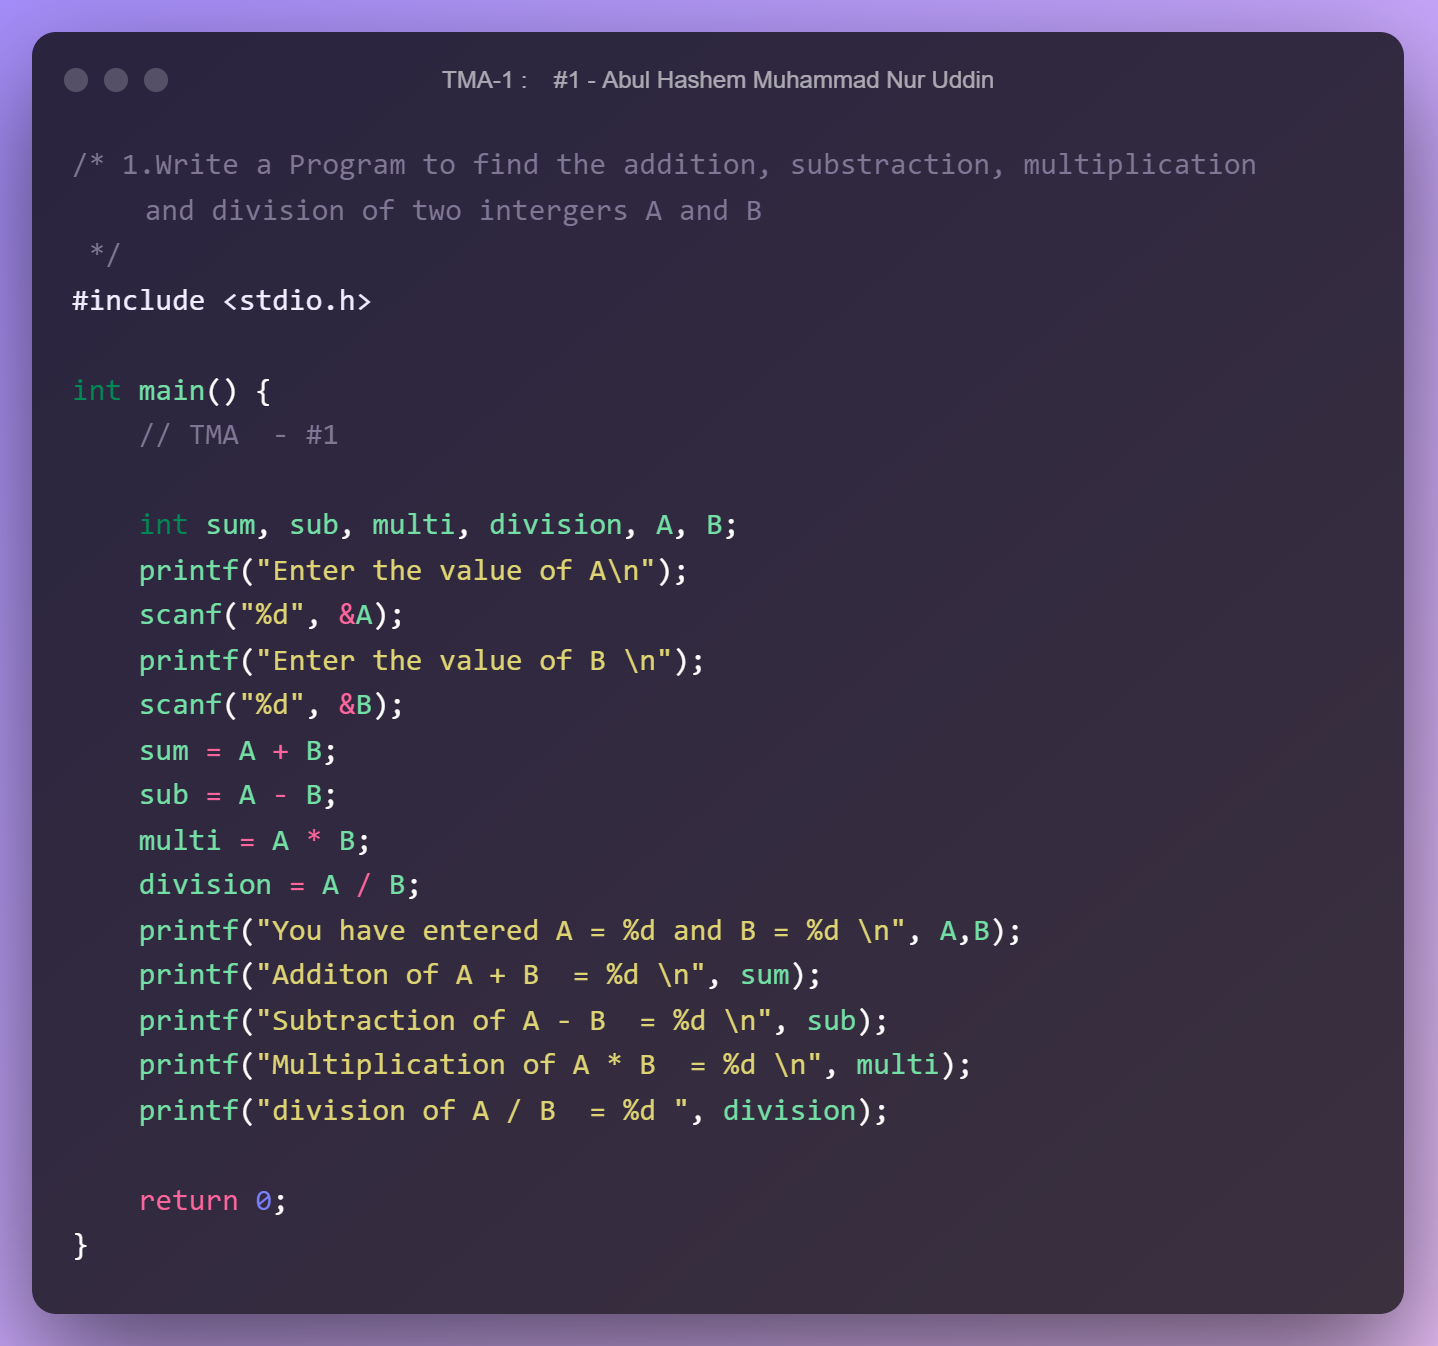 TMA-1 :    #1 - Abul Hashem Muhammad Nur Uddin
/* 1.Write a Program to find the addition, substraction, multiplication
    and division of two intergers A and B
 */
#include <stdio.h>

int main() {
    // TMA  - #1

    int sum, sub, multi, division, A, B;
    printf("Enter the value of A\n");
    scanf("%d", &A);
    printf("Enter the value of B \n");
    scanf("%d", &B);
    sum = A + B;
    sub = A - B;
    multi = A * B;
    division = A / B;
    printf("You have entered A = %d and B = %d \n", A,B);
    printf("Additon of A + B  = %d \n", sum);
    printf("Subtraction of A - B  = %d \n", sub);
    printf("Multiplication of A * B  = %d \n", multi);
    printf("division of A / B  = %d ", division);

    return 0;
}